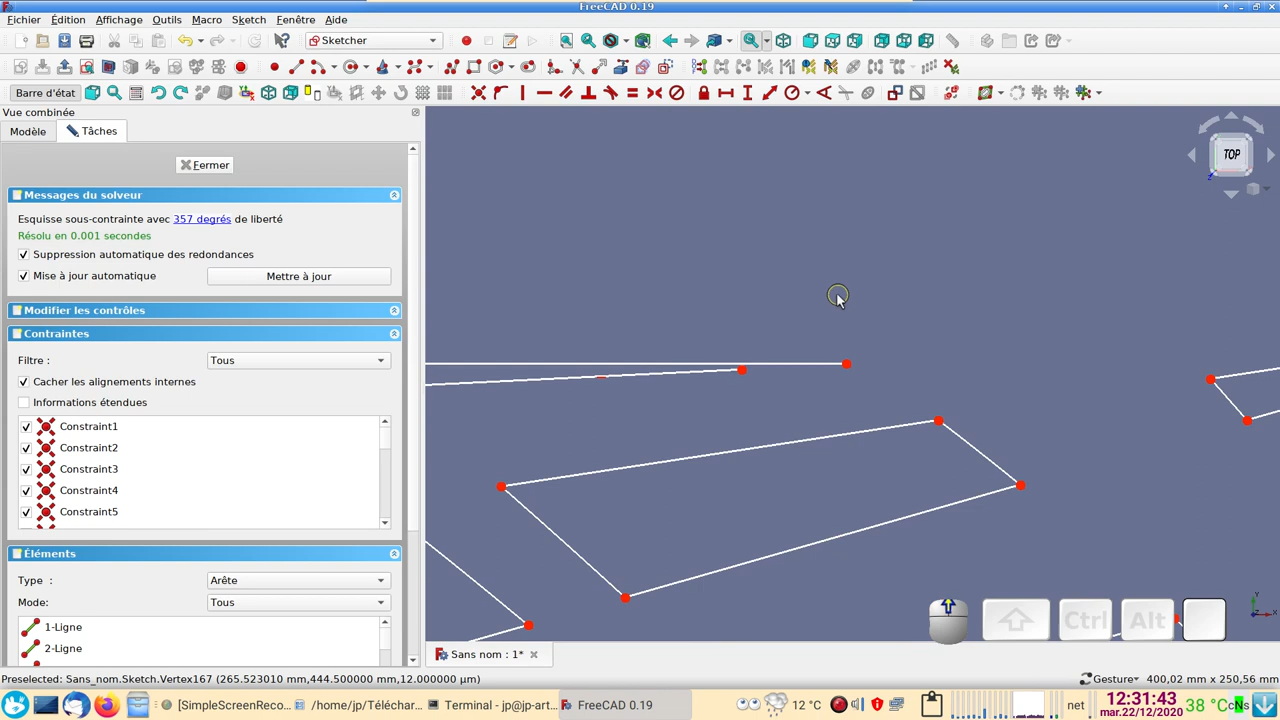 FreeCAD 0.19
Fichier Édition Affichage Outils Macro Sketch Fenêtre Aide
Sketcher
Barre d'état
Vue combinée
Modèle Tâches
Fermer
TOP
Messages du solveur
Esquisse sous-contrainte avec 357 degrés de liberté
Résolu en 0.001 secondes
Suppression automatique des redondances
Mise à jour automatique Mettre à jour
Modifier les contrôles
Contraintes
Filtre : Tous
Cacher les alignements internes
Informations étendues
Constraint1
Constraint2
Constraint3
Constraint4
Constraint5
Éléments
Type : Arête
Mode: Tous
1-Ligne
2-Ligne
Ctrl Alt
Sans nom : 1*
Preselected: Sans_nom.Sketch.Vertex167 (265.523010 mm,444.500000 mm,12.000000 µm) Gesture 400,02 mm x 250,56 mm
[SimpleScreenReco... /home/jp/Téléchar... Terminal - jp@jp-art... FreeCAD 0.19 12 °C net 12:31:43 38 °C
mar.22/12/2020